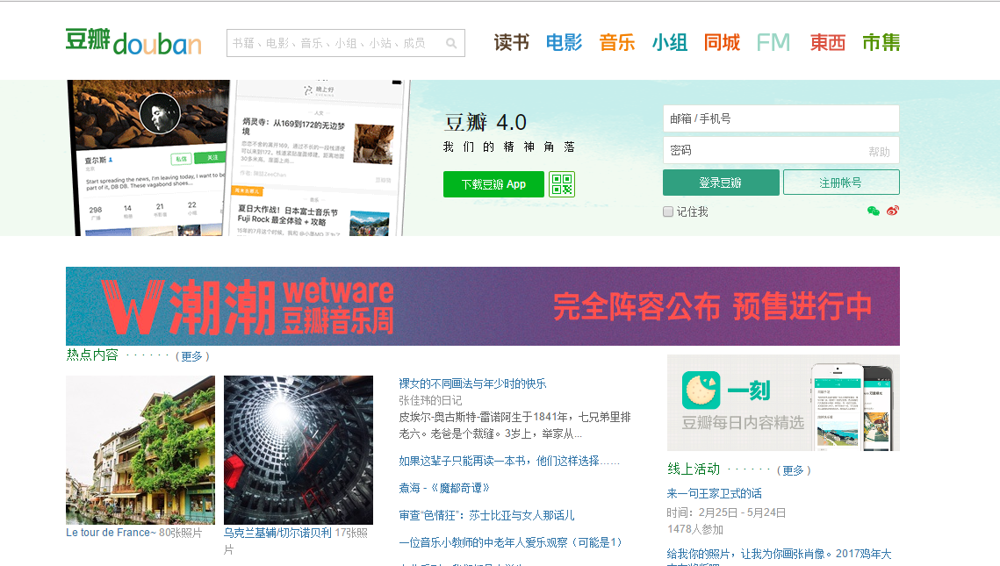 豆瓣douban
书籍、电影、音乐、小组、小站、成员
读书 电影 音乐 小组 同城 FM 東西 市集
查尔斯
私信 关注
Start spreading the news, I'm leaving today, I want to be
part of it, DB DB. These vagabond shoes....
298 14 21 22
广播 相册 书影音 小组
晚上好
人文
炳灵寺：从169到172的无边梦
境
音乐
夏日大作战！日本富士音乐节
Fuji Rock 最全体验 + 攻略
豆瓣 4.0
我们的精神角落
下载豆瓣 App
邮箱 / 手机号
密码 帮助
登录豆瓣 注册帐号
记住我
W潮潮 wetware
豆瓣音乐周
完全阵容公布 预售进行中
热点内容 · · · · · · ( 更多 )
Le tour de France~ 80张照片
乌克兰基辅/切尔诺贝利 17张照
片
裸女的不同画法与年少时的快乐
张佳玮的日记
皮埃尔-奥古斯特-雷诺阿生于1841年，七兄弟里排
老六。老爸是个裁缝。3岁上，举家从...
如果这辈子只能再读一本书，他们这样选择……
煮海 -《魔都奇谭》
审查“色情狂”：莎士比亚与女人那话儿
一位音乐小教师的中老年人爱乐观察（可能是1）
一刻
豆瓣每日内容精选
线上活动 · · · · · · ( 更多 )
来一句王家卫式的话
时间：2月25日 - 5月24日
1478人参加
给我你的照片，让我为你画张肖像。2017鸡年大